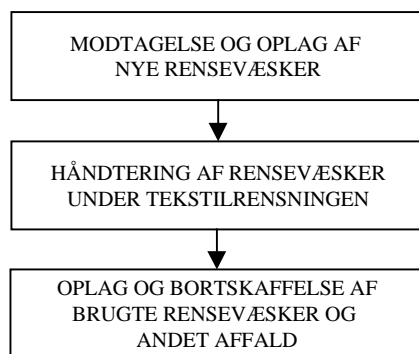 MODTAGELSE OG OPLAG AF
NYE RENSEVÆSKER
HÅNDTERING AF RENSEVÆSKER
UNDER TEKSTILRENSNINGEN
OPLAG OG BORTSKAFFELSE AF
BRUGTE RENSEVÆSKER OG
ANDET AFFALD